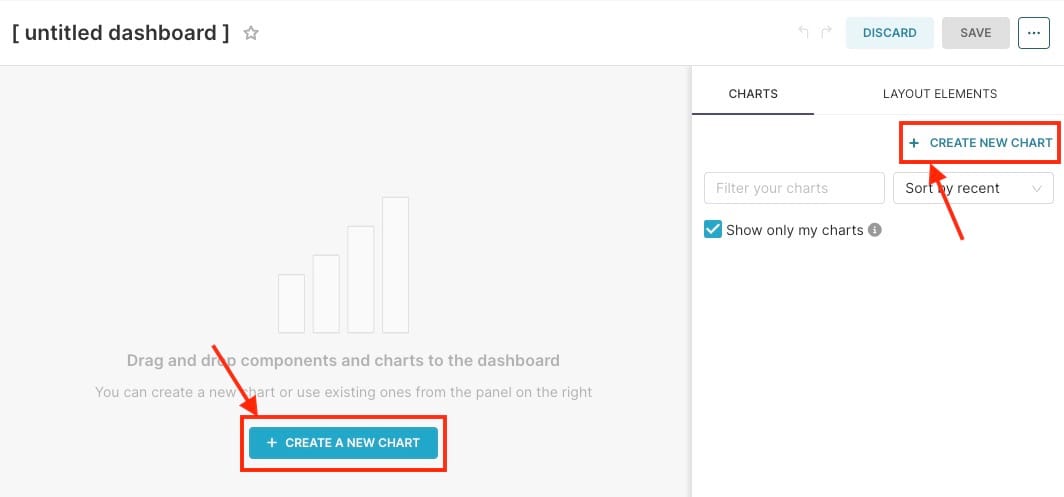 [ untitled dashboard ]
DISCARD
SAVE
...
CHARTS
LAYOUT ELEMENTS
+ CREATE NEW CHART
Filter your charts
Sort by recent
Show only my charts
Drag and drop components and charts to the dashboard
You can create a new chart or use existing ones from the panel on the right
+ CREATE A NEW CHART